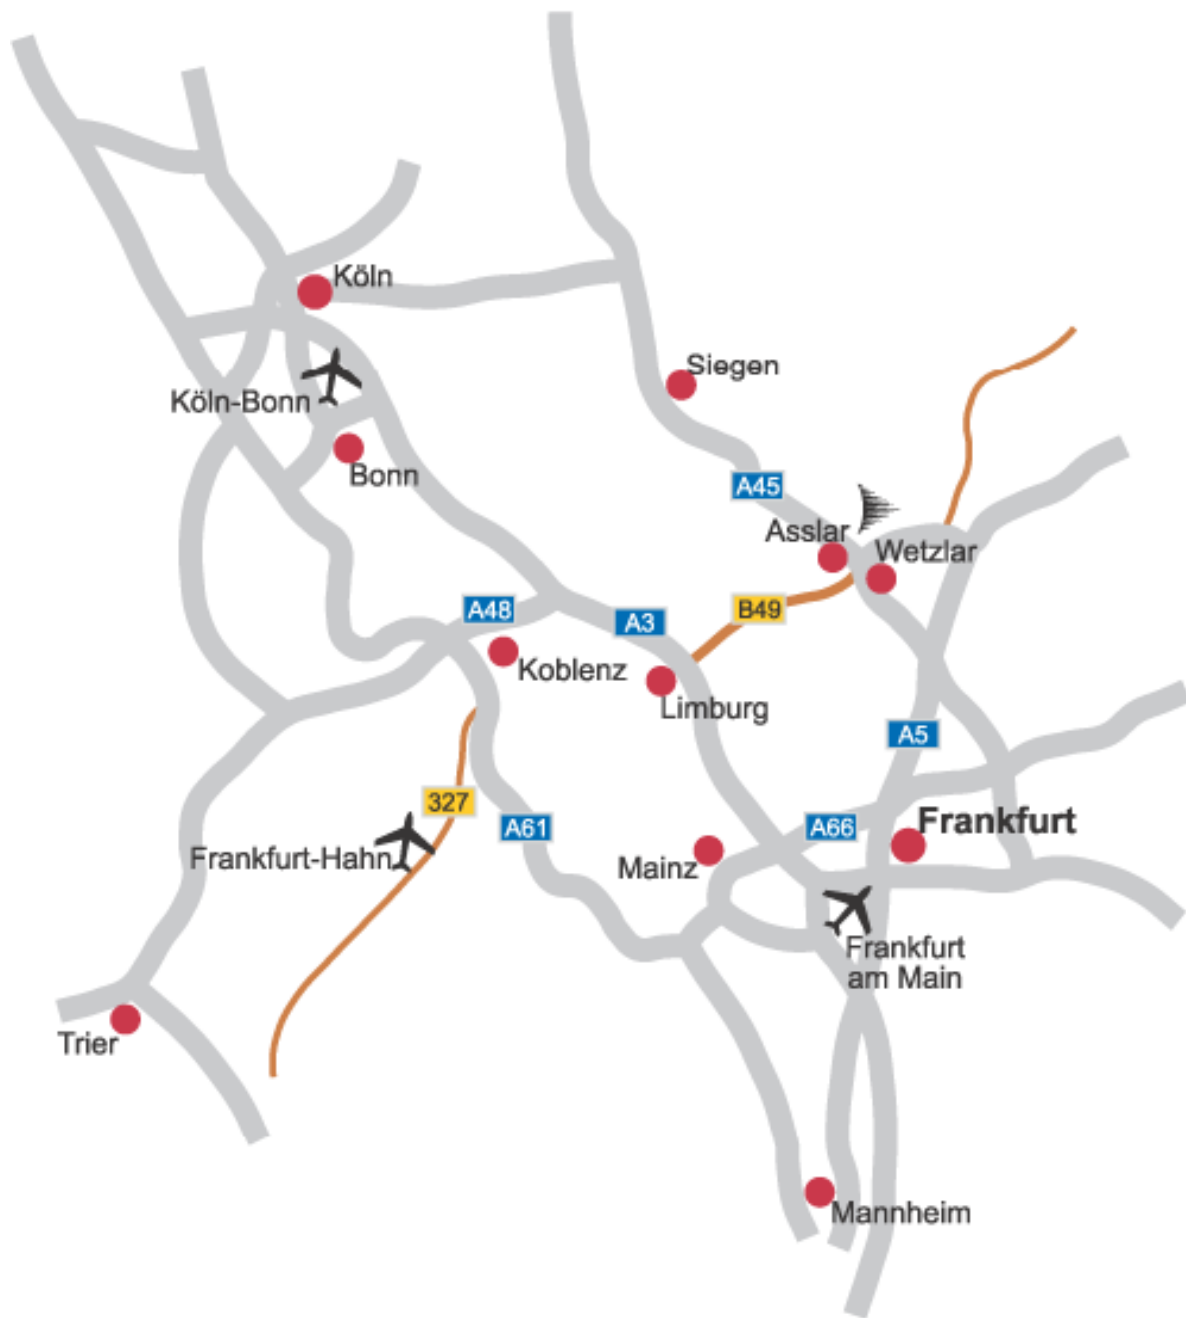 Köln
Siegen
Köln-Bonn
Bonn
A45
Asslar
Wetzlar
A48
A3
B49
Koblenz
Limburg
A5
327
A61
A66
Frankfurt
Frankfurt-Hahn
Mainz
Frankfurt
am Main
Trier
Mannheim